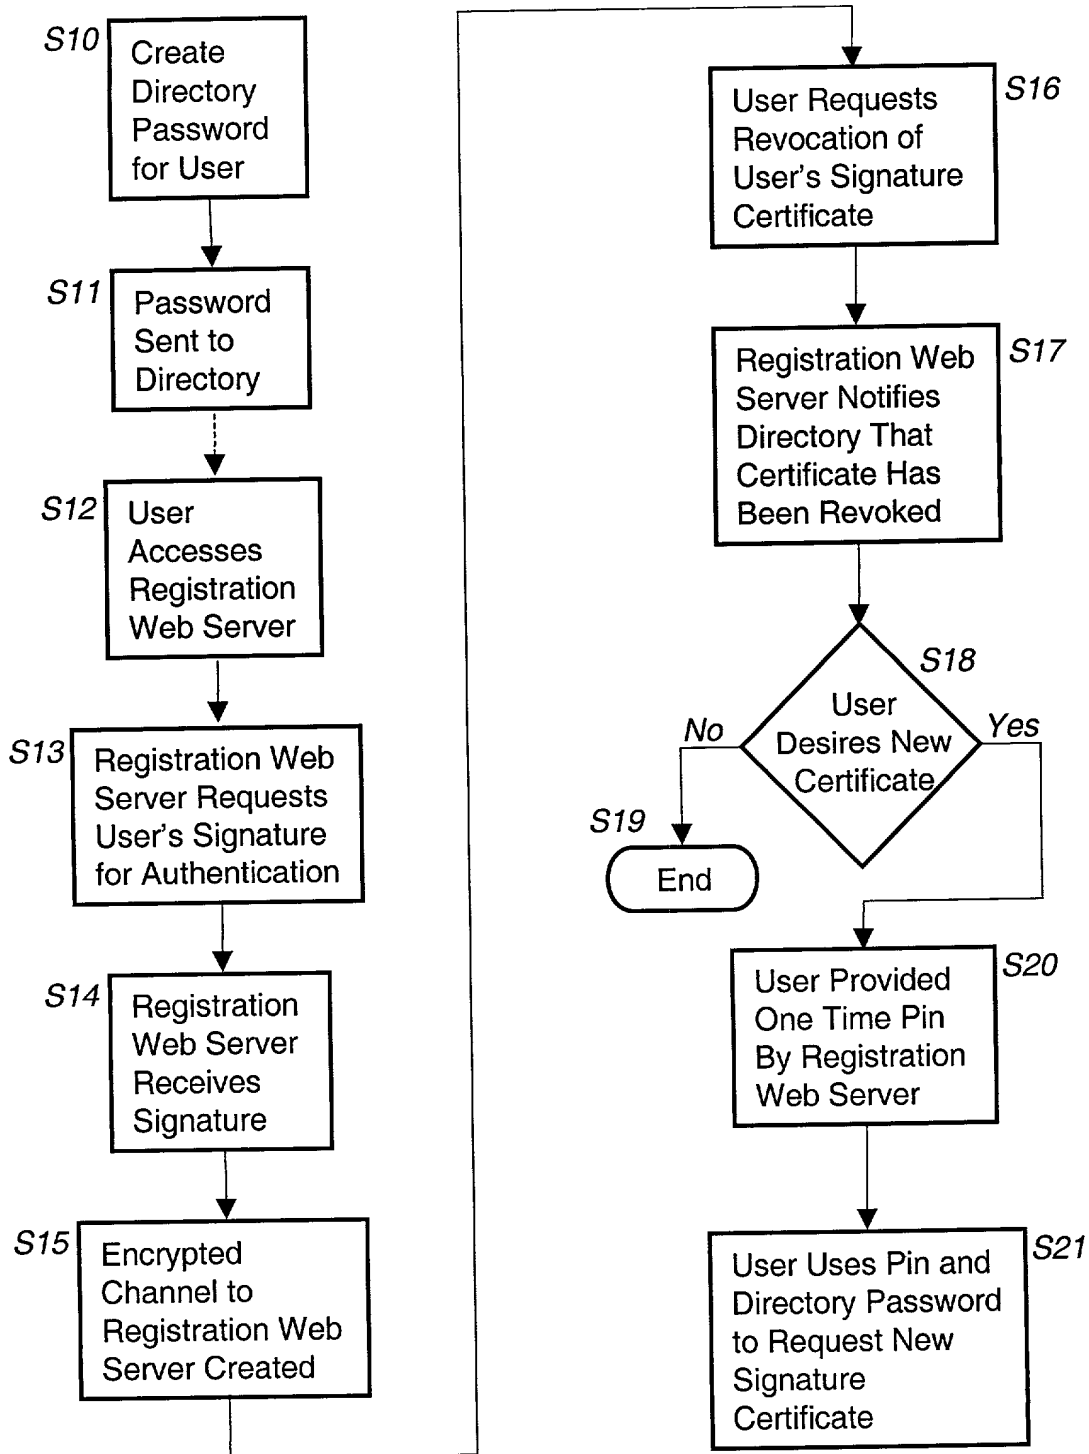 S10
Create
Directory
Password
for User
S11
Password
Sent to
Directory
S12
User
Accesses
Registration
Web Server
S13
Registration Web
Server Requests
User's Signature
for Authentication
S14
Registration
Web Server
Receives
Signature
S15
Encrypted
Channel to
Registration Web
Server Created
S16
User Requests
Revocation of
User's Signature
Certificate
S17
Registration Web
Server Notifies
Directory That
Certificate Has
Been Revoked
S18
User
Desires New
Certificate
No
Yes
S19
End
S20
User Provided
One Time Pin
By Registration
Web Server
S21
User Uses Pin and
Directory Password
to Request New
Signature
Certificate